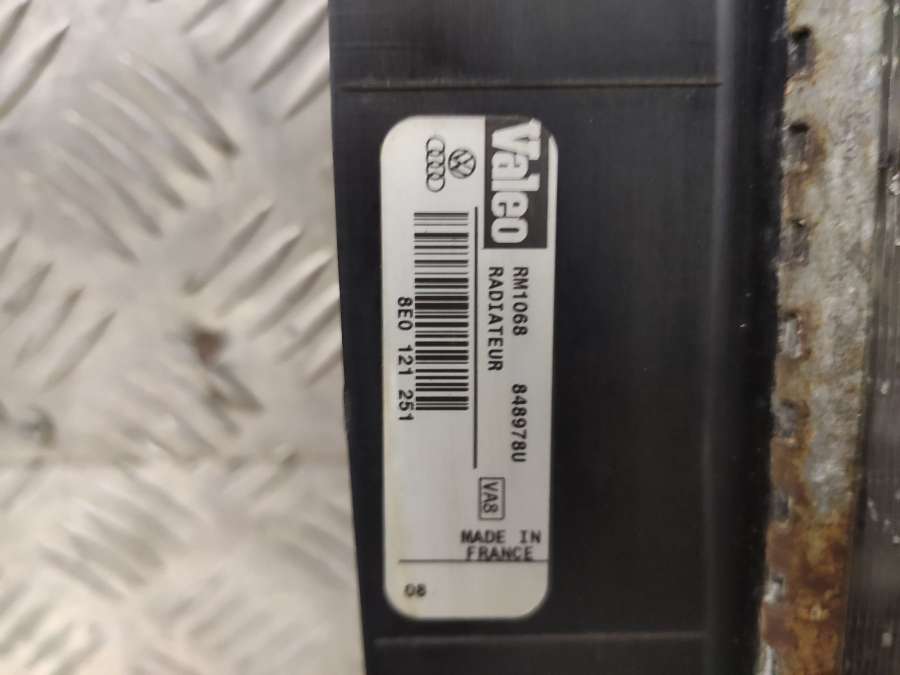 Valeo
RM1068 848978U
RADIATEUR
8E0 121 251
VA8
MADE IN
FRANCE
08